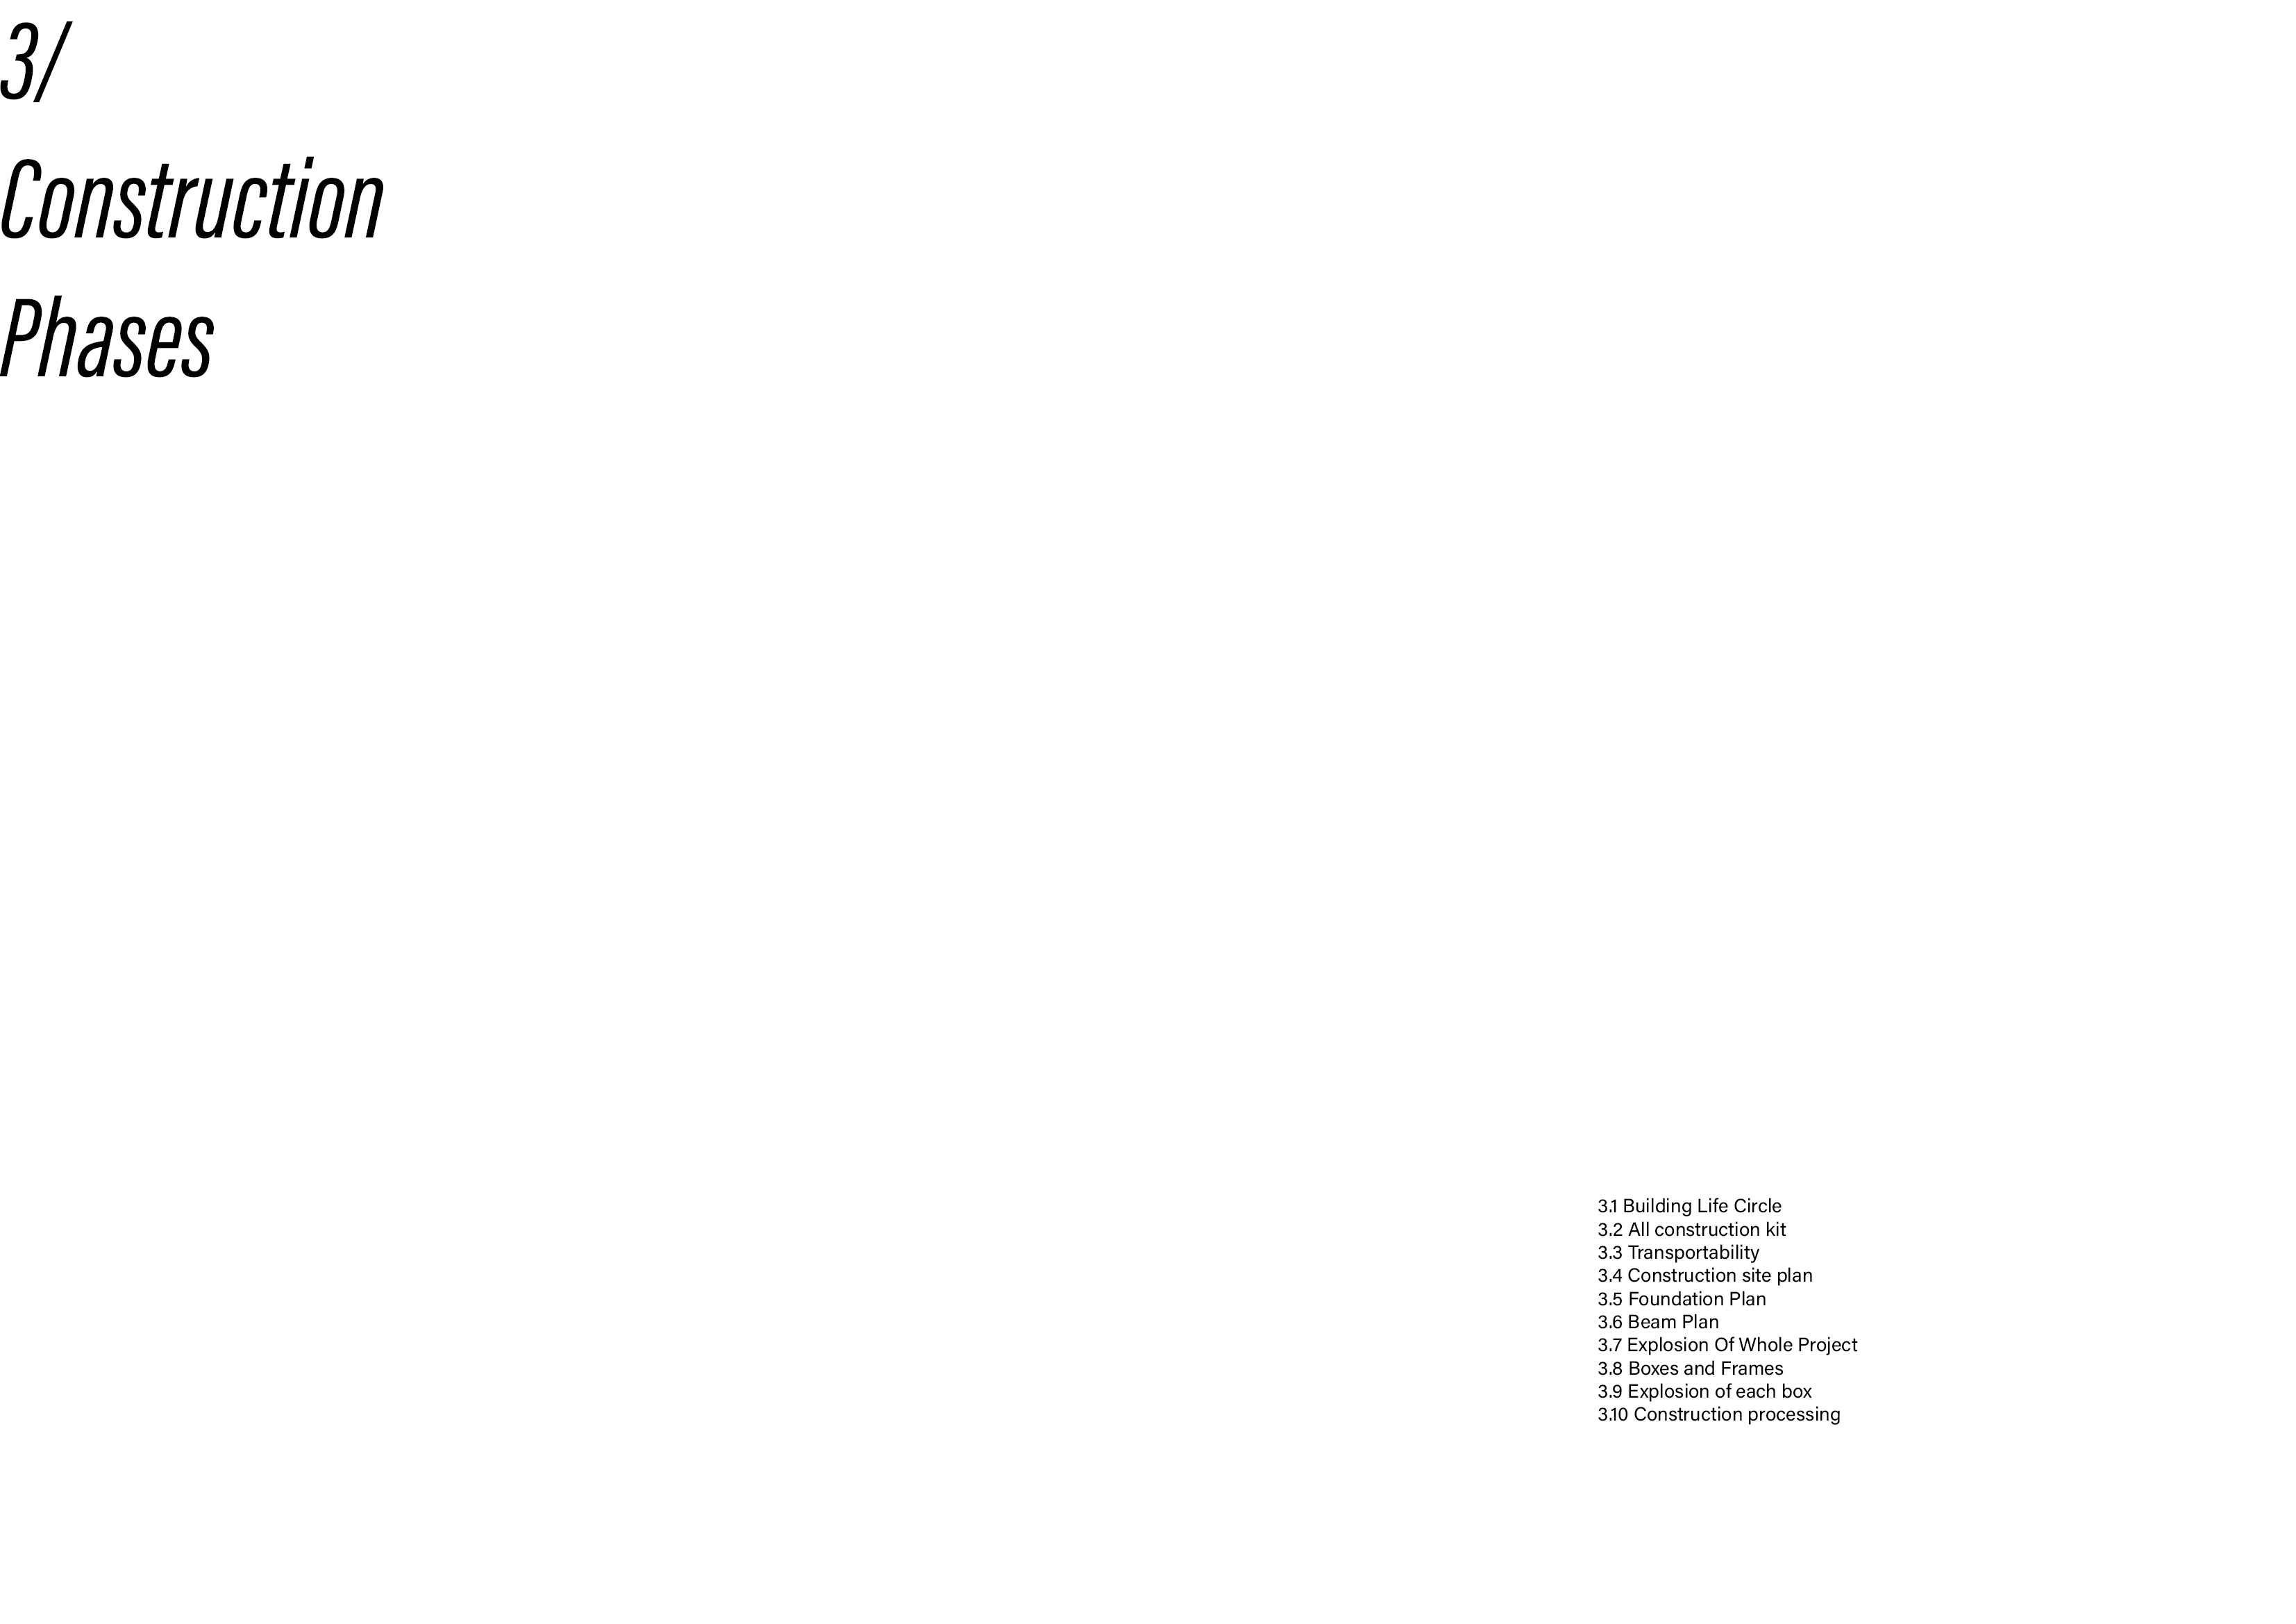 3/
Construction
Phases
3.1 Building Life Circle
3.2 All construction kit
3.3 Transportability
3.4 Construction site plan
3.5 Foundation Plan
3.6 Beam Plan
3.7 Explosion Of Whole Project
3.8 Boxes and Frames
3.9 Explosion of each box
3.10 Construction processing